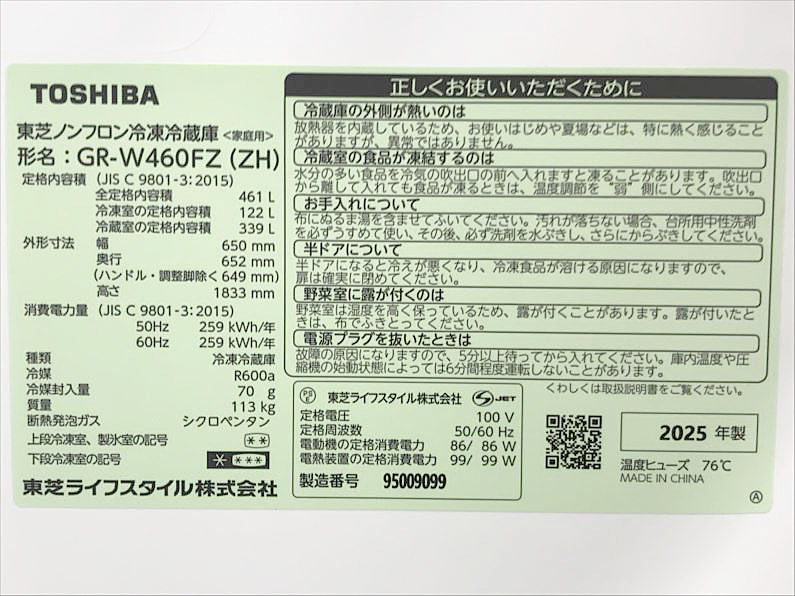 TOSHIBA
東芝ノンフロン冷凍冷蔵庫<家庭用>
形名：GR-W460FZ (ZH)
定格内容積 (JIS C 9801-3：2015)
全定格内容積 461 L
冷凍室の定格内容積 122 L
冷蔵室の定格内容積 339 L
外形寸法 幅 650 mm
奥行 652 mm
(ハンドル・調整脚除く 649 mm)
高さ 1833 mm
消費電力量 (JIS C 9801-3：2015)
50Hz 259 kWh/年
60Hz 259 kWh/年
種類 冷凍冷蔵庫
冷媒 R600a
冷媒封入量 70 g
質量 113 kg
断熱発泡ガス シクロペンタン
上段冷凍室、製氷室の記号 **
下段冷凍室の記号 * ***
東芝ライフスタイル株式会社
正しくお使いいただくために
冷蔵庫の外側が熱いのは
放熱器を内蔵しているため、お使いはじめや夏場などは、特に熱く感じること
がありますが、異常ではありません。
冷蔵室の食品が凍結するのは
水分の多い食品を冷気の吹出口の前へ入れますと凍ることがあります。吹出口
から離して入れても食品が凍るときは、温度調節を“弱”側にしてください。
お手入れについて
布にぬるま湯を含ませてふいてください。汚れが落ちない場合、台所用中性洗剤
を必ずうすめて使い、その後、必ず洗剤を水ぶきし、さらにからぶきしてください。
半ドアについて
半ドアになると冷えが悪くなり、冷凍食品が溶ける原因になりますので、
扉は確実に閉めてください。
野菜室に露が付くのは
野菜室は湿度を高く保っているため、露が付くことがあります。露が付いたと
きは、布でふきとってください。
電源プラグを抜いたときは
故障の原因になりますので、5分以上待ってから入れてください。庫内温度や圧
縮機の始動状態によっては6分間程度運転しないことがあります。
くわしくは取扱説明書をご覧ください。
PSE 東芝ライフスタイル株式会社 S JET
定格電圧 100 V
定格周波数 50/60 Hz
電動機の定格消費電力 86/ 86 W
電熱装置の定格消費電力 99/ 99 W
製造番号 95009099
2025 年製
温度ヒューズ 76℃
MADE IN CHINA
Ⓐ